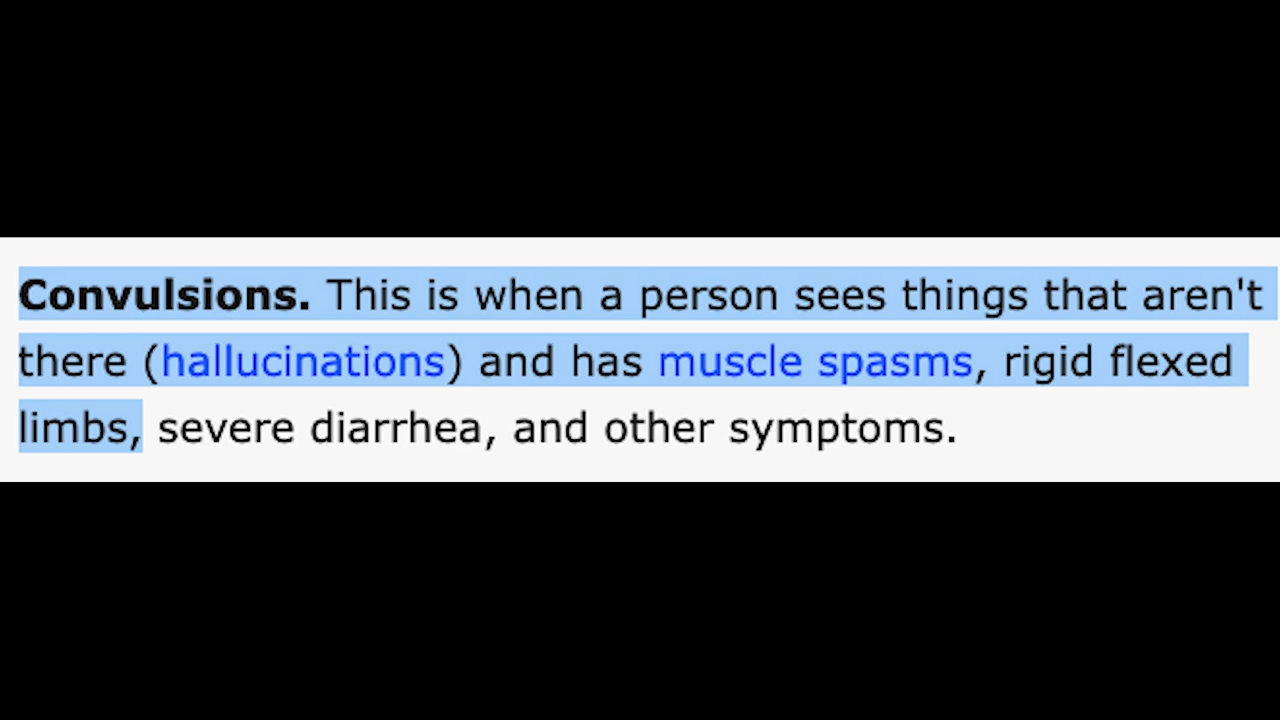 Convulsions. This is when a person sees things that aren't
there (hallucinations) and has muscle spasms, rigid flexed
limbs, severe diarrhea, and other symptoms.